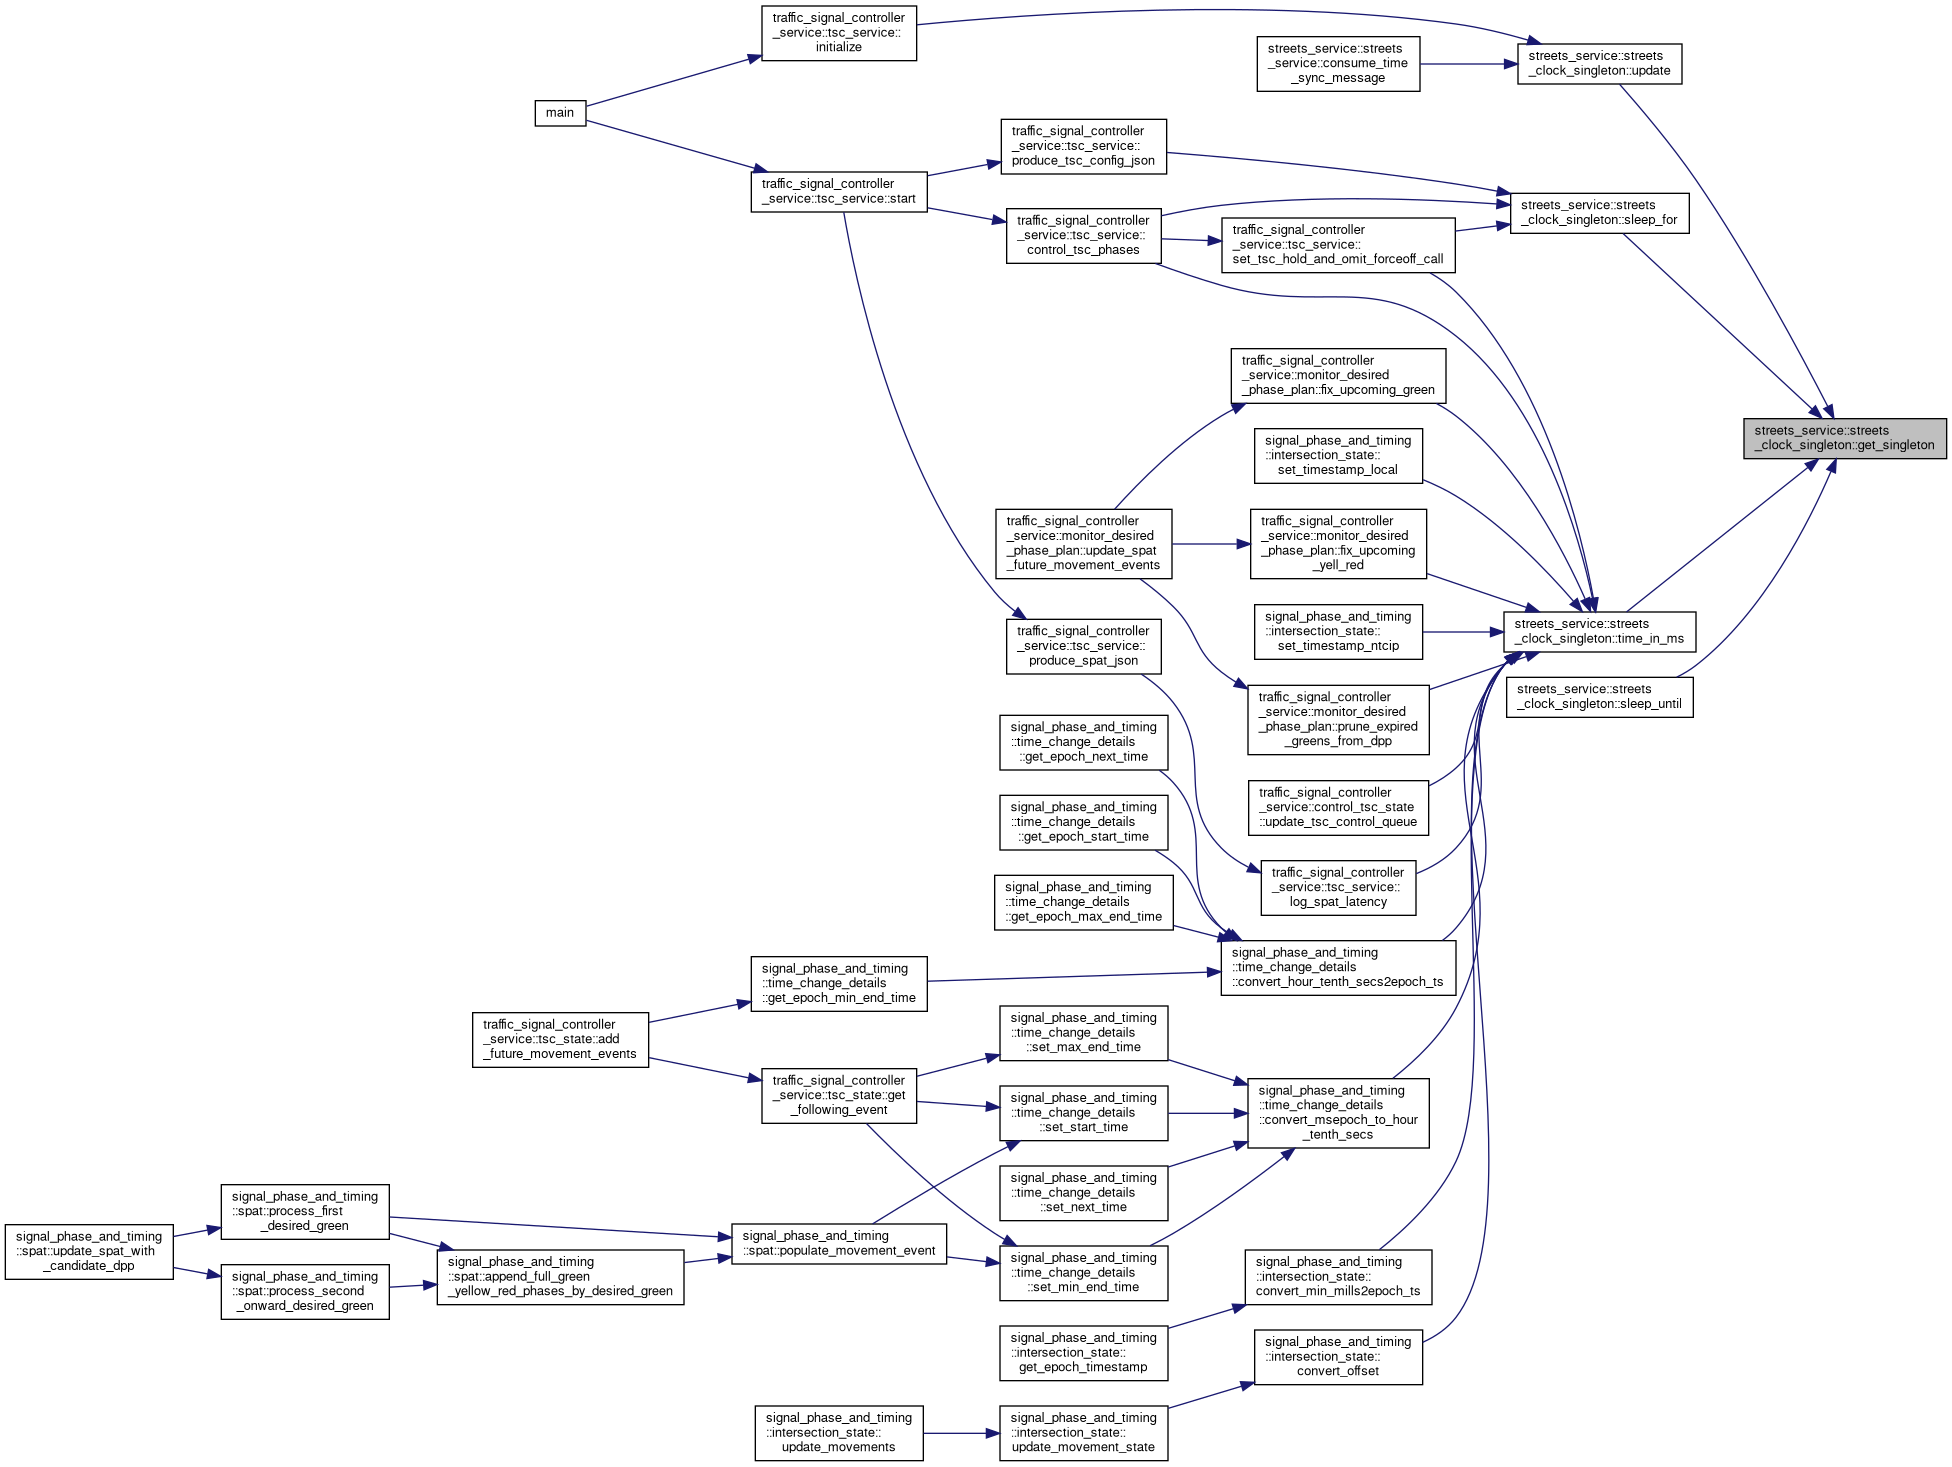 traffic_signal_controller
_service::tsc_service::
initialize
streets_service::streets
_service::consume_time
_sync_message
streets_service::streets
_clock_singleton::update
main
traffic_signal_controller
_service::tsc_service::
produce_tsc_config_json
traffic_signal_controller
_service::tsc_service::start
streets_service::streets
_clock_singleton::sleep_for
traffic_signal_controller
_service::tsc_service::
control_tsc_phases
traffic_signal_controller
_service::tsc_service::
set_tsc_hold_and_omit_forceoff_call
traffic_signal_controller
_service::monitor_desired
_phase_plan::fix_upcoming_green
streets_service::streets
_clock_singleton::get_singleton
signal_phase_and_timing
::intersection_state::
set_timestamp_local
traffic_signal_controller
_service::monitor_desired
_phase_plan::update_spat
_future_movement_events
traffic_signal_controller
_service::monitor_desired
_phase_plan::fix_upcoming
_yell_red
signal_phase_and_timing
::intersection_state::
set_timestamp_ntcip
streets_service::streets
_clock_singleton::time_in_ms
traffic_signal_controller
_service::tsc_service::
produce_spat_json
streets_service::streets
_clock_singleton::sleep_until
traffic_signal_controller
_service::monitor_desired
_phase_plan::prune_expired
_greens_from_dpp
signal_phase_and_timing
::time_change_details
::get_epoch_next_time
traffic_signal_controller
_service::control_tsc_state
::update_tsc_control_queue
signal_phase_and_timing
::time_change_details
::get_epoch_start_time
traffic_signal_controller
_service::tsc_service::
log_spat_latency
signal_phase_and_timing
::time_change_details
::get_epoch_max_end_time
signal_phase_and_timing
::time_change_details
::convert_hour_tenth_secs2epoch_ts
signal_phase_and_timing
::time_change_details
::get_epoch_min_end_time
traffic_signal_controller
_service::tsc_state::add
_future_movement_events
signal_phase_and_timing
::time_change_details
::set_max_end_time
traffic_signal_controller
_service::tsc_state::get
_following_event
signal_phase_and_timing
::time_change_details
::set_start_time
signal_phase_and_timing
::time_change_details
::convert_msepoch_to_hour
_tenth_secs
signal_phase_and_timing
::time_change_details
::set_next_time
signal_phase_and_timing
::spat::process_first
_desired_green
signal_phase_and_timing
::spat::update_spat_with
_candidate_dpp
signal_phase_and_timing
::spat::populate_movement_event
signal_phase_and_timing
::time_change_details
::set_min_end_time
signal_phase_and_timing
::spat::append_full_green
_yellow_red_phases_by_desired_green
signal_phase_and_timing
::spat::process_second
_onward_desired_green
signal_phase_and_timing
::intersection_state::
convert_min_mills2epoch_ts
signal_phase_and_timing
::intersection_state::
get_epoch_timestamp
signal_phase_and_timing
::intersection_state::
convert_offset
signal_phase_and_timing
::intersection_state::
update_movements
signal_phase_and_timing
::intersection_state::
update_movement_state